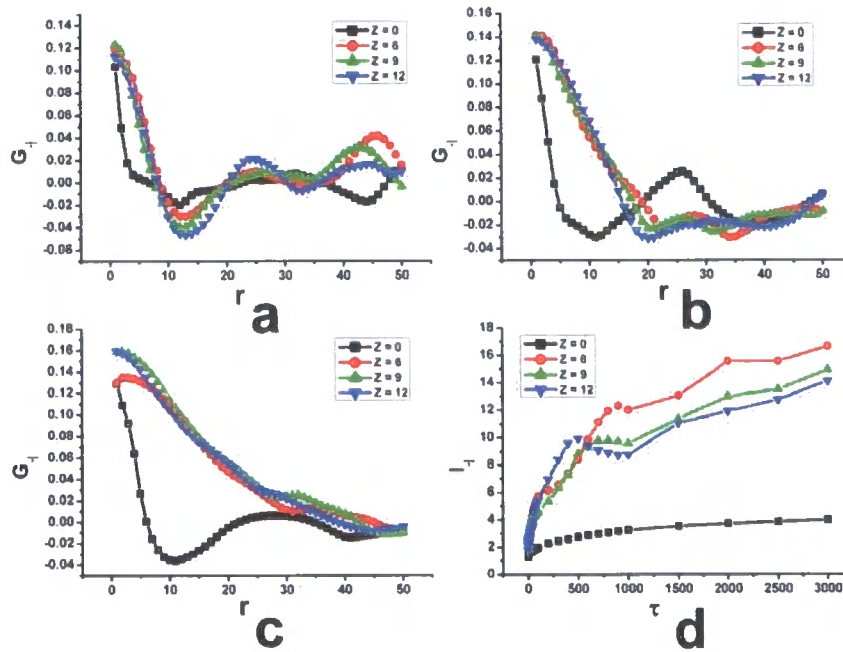 0.14
0.12
0.10
0.08
0.06
0.04
0.02
0.00
-0.02
-0.04
-0.06
-0.08
G₋ₗ
Z = 0
Z = 6
Z = 9
Z = 12
0 10 20 30 40 50
r
a
0.16
0.14
0.12
0.10
0.08
0.06
0.04
0.02
0.00
-0.02
-0.04
G₋ₗ
Z = 0
Z = 6
Z = 9
Z = 12
0 10 20 30 40 50
r
b
0.18
0.16
0.14
0.12
0.10
0.08
0.06
0.04
0.02
0.00
-0.02
-0.04
G₋ₗ
Z = 0
Z = 6
Z = 9
Z = 12
0 10 20 30 40 50
r
c
18
16
14
12
10
8
6
4
2
0
l₋ₗ
Z = 0
Z = 6
Z = 9
Z = 12
0 500 1000 1500 2000 2500 3000
τ
d